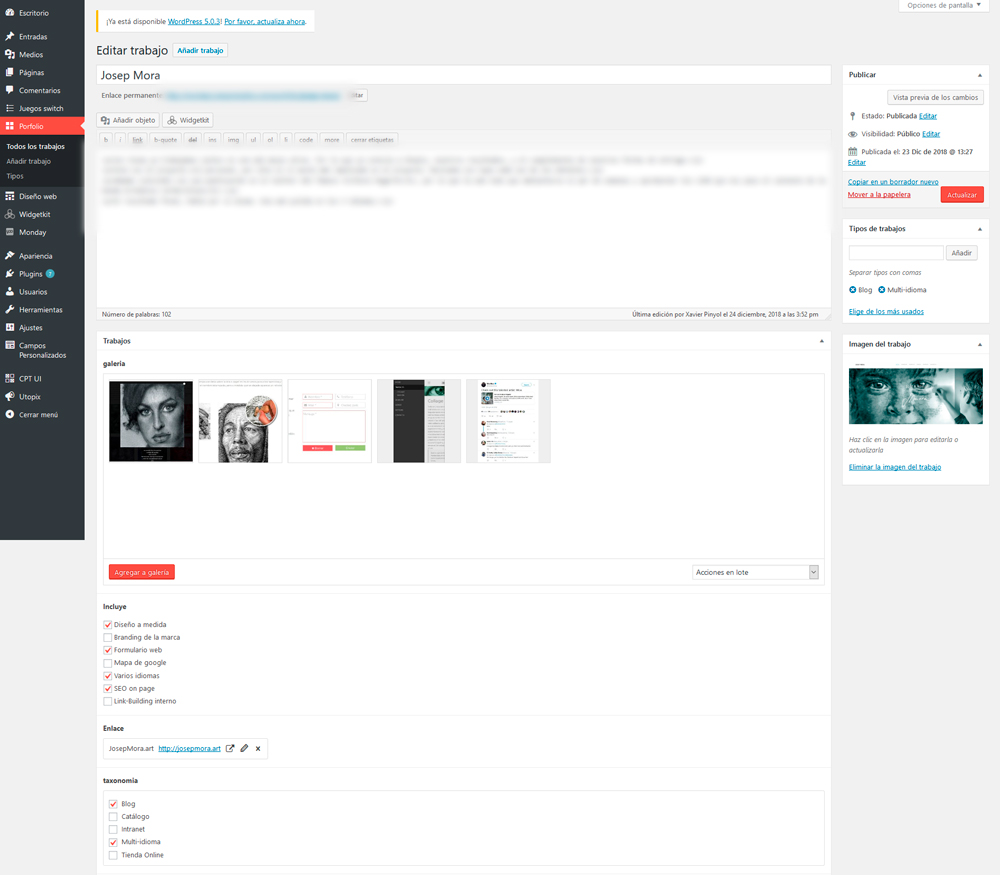 Opciones de pantalla
Escritorio
Entradas
Medios
Páginas
Comentarios
Juegos switch
Porfolio
Todos los trabajos
Añadir trabajo
Tipos
Diseño web
Widgetkit
Monday
Apariencia
Plugins 7
Usuarios
Herramientas
Ajustes
Campos
Personalizados
CPT UI
Utopix
Cerrar menú
¡Ya está disponible WordPress 5.0.3! Por favor, actualiza ahora.
Editar trabajo Añadir trabajo
Josep Mora
Enlace permanente
Añadir objeto Widgetkit
b i link b-quote del ins img ul ol li code more cerrar etiquetas
Número de palabras: 102 Última edición por Xavier Pinyol el 24 diciembre, 2018 a las 3:52 pm
Trabajos
galeria
Agregar a galería Acciones en lote
Incluye
Diseño a medida
Branding de la marca
Formulario web
Mapa de google
Varios idiomas
SEO on page
Link-Building interno
Enlace
JosepMora.art http://josepmora.art
taxonomia
Blog
Catálogo
Intranet
Multi-idioma
Tienda Online
Publicar
Vista previa de los cambios
Estado: Publicada Editar
Visibilidad: Público Editar
Publicada el: 23 Dic de 2018 @ 13:27
Editar
Copiar en un borrador nuevo
Mover a la papelera Actualizar
Tipos de trabajos
Añadir
Separar tipos con comas
Blog Multi-idioma
Elige de los más usados
Imagen del trabajo
Haz clic en la imagen para editarla o
actualizarla
Eliminar la imagen del trabajo